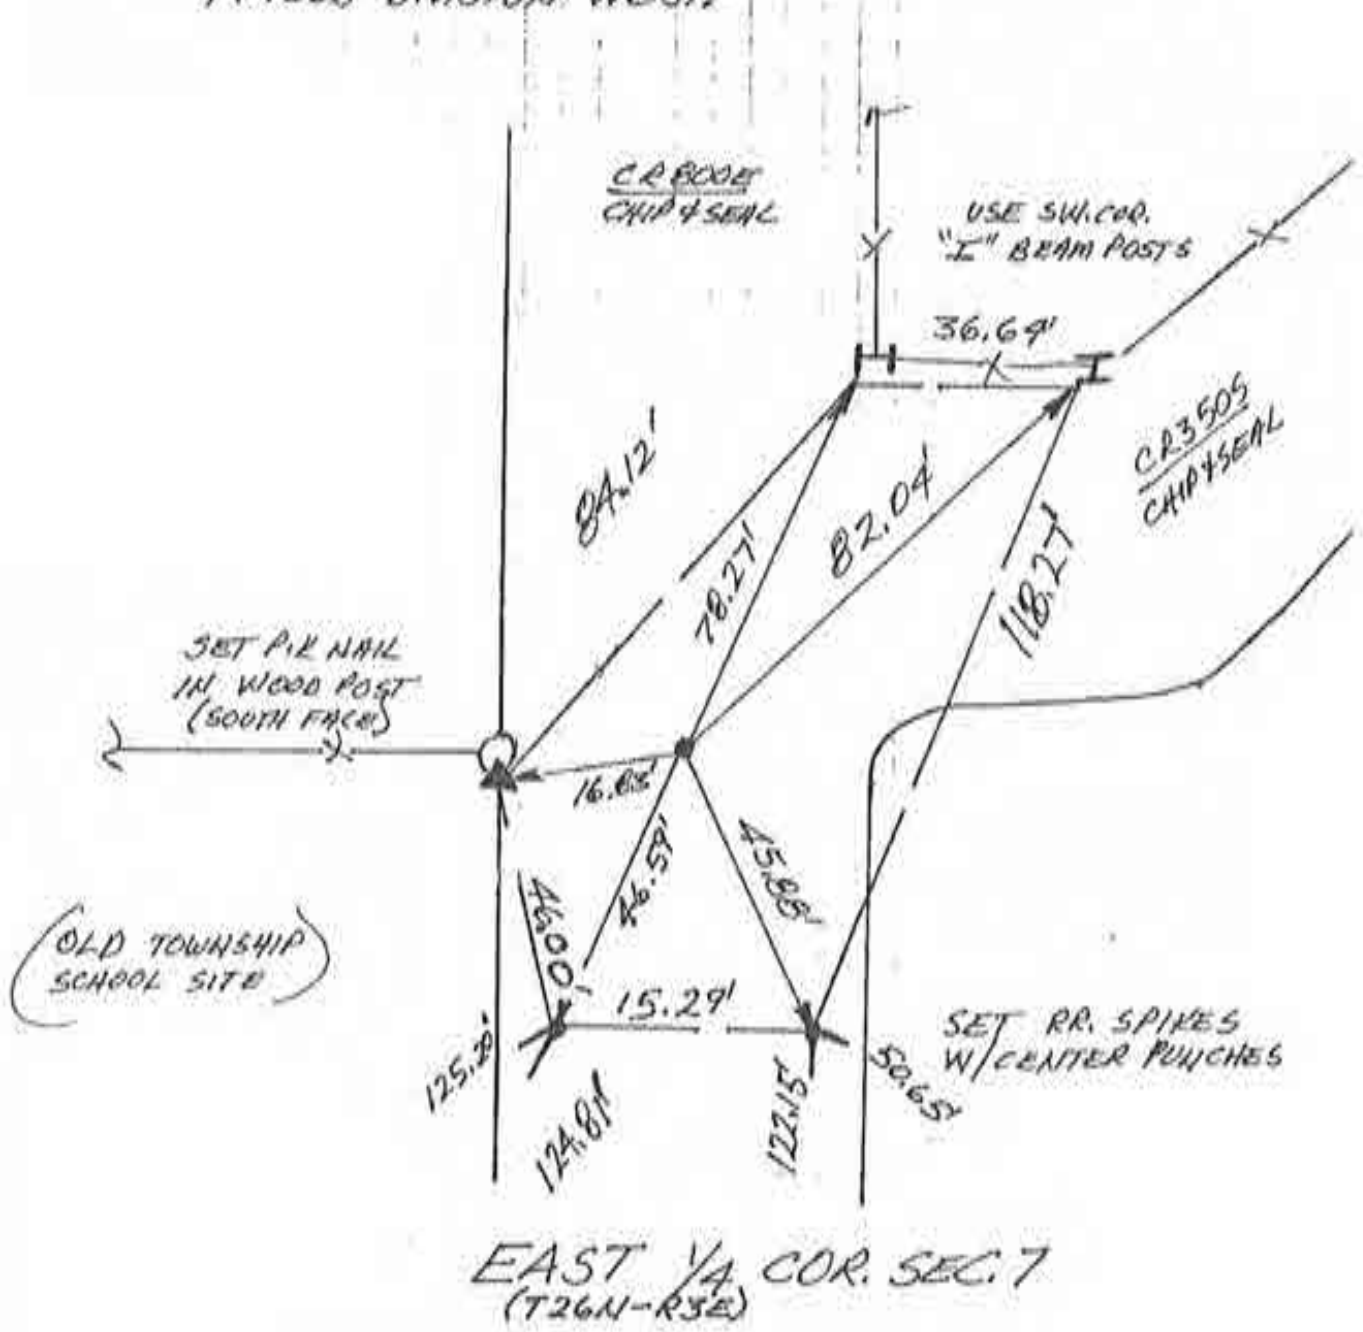 CR 800E
CHIP & SEAL
USE SW. COR.
"I" BEAM POSTS
36.64'
CR 350S
CHIP & SEAL
84.12'
78.27'
82.04'
118.27'
SET P.K NAIL
IN WOOD POST
(SOUTH FACE)
16.83'
46.59'
45.88'
46.00'
(OLD TOWNSHIP
SCHOOL SITE)
15.29'
SET RR. SPIKES
W/CENTER PUNCHES
124.81'
122.15'
50.65'
EAST 1/4 COR. SEC. 7
(T26N-R3E)